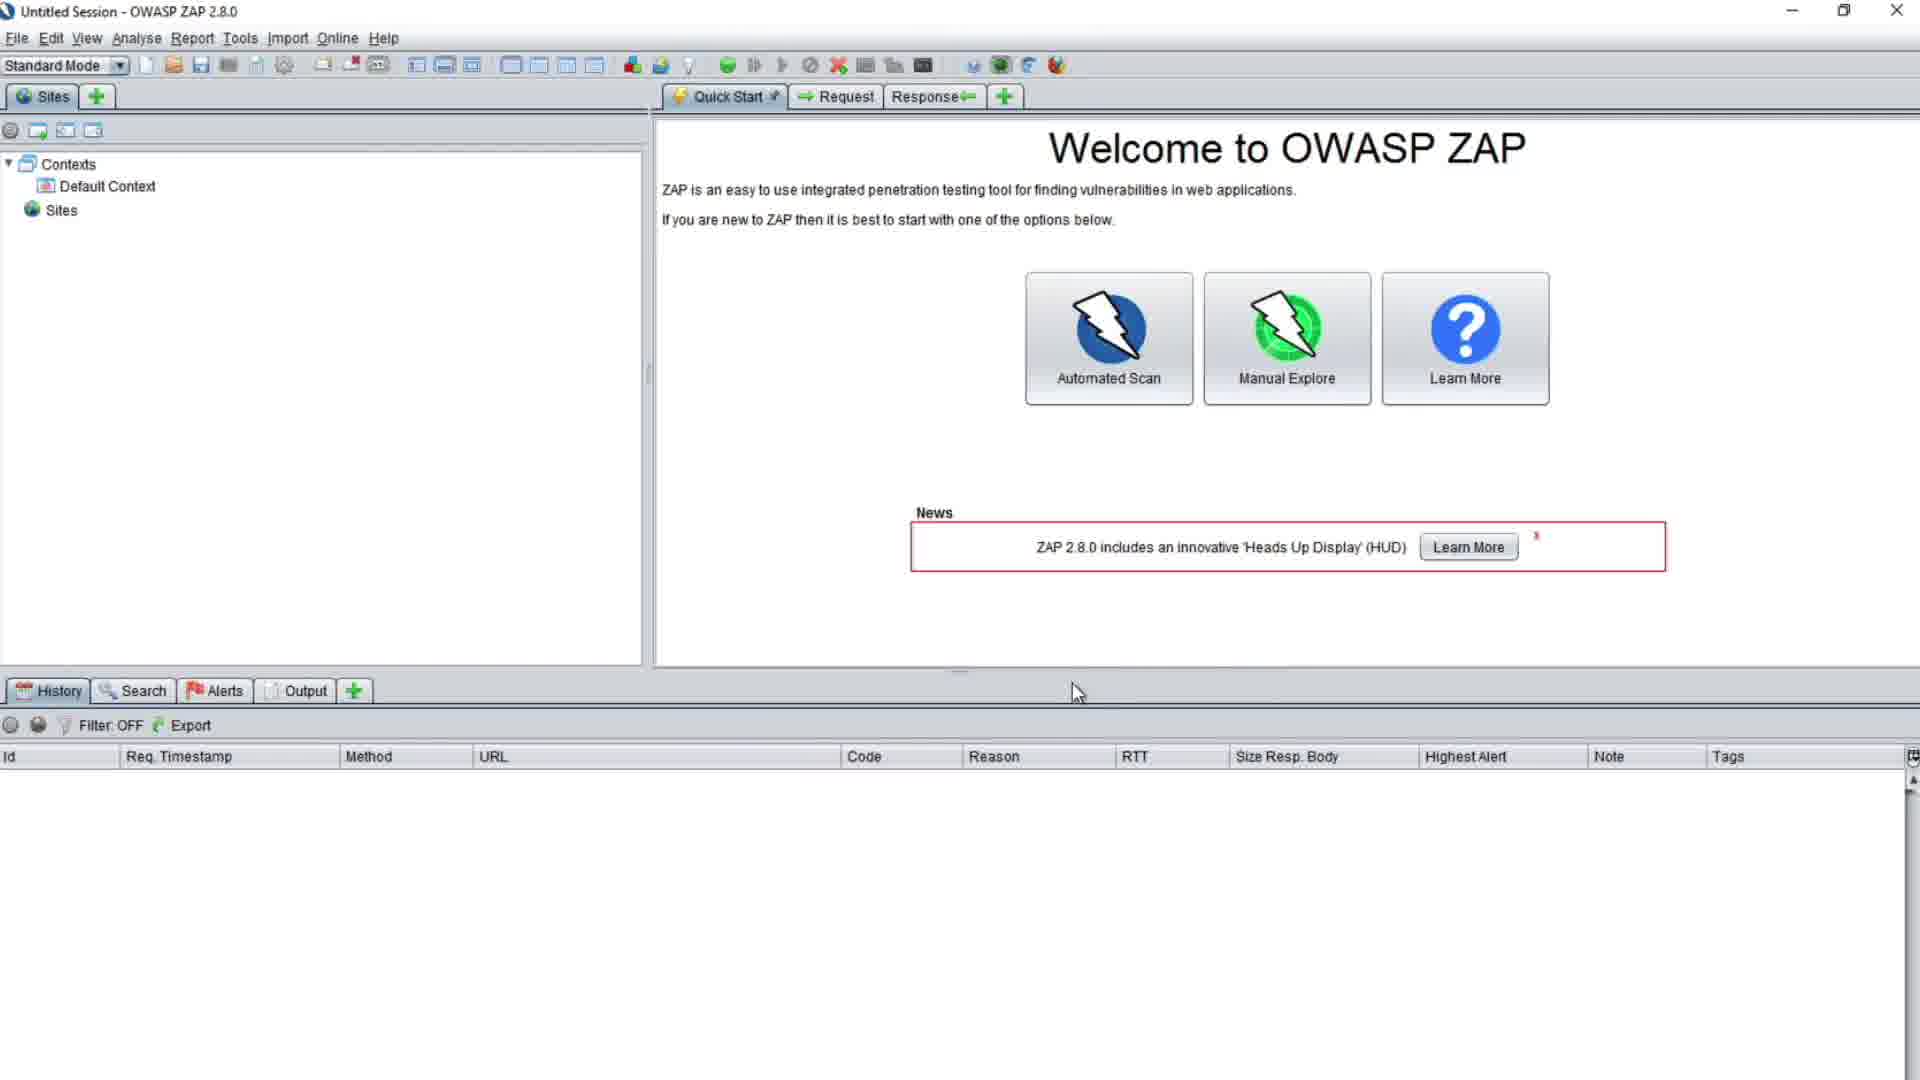 Untitled Session - OWASP ZAP 2.8.0
File Edit View Analyse Report Tools Import Online Help
Standard Mode
Sites
Quick Start Request Response
Contexts
Default Context
Sites
Welcome to OWASP ZAP
ZAP is an easy to use integrated penetration testing tool for finding vulnerabilities in web applications.
If you are new to ZAP then it is best to start with one of the options below.
Automated Scan Manual Explore Learn More
News
ZAP 2.8.0 includes an innovative 'Heads Up Display' (HUD) Learn More x
History Search Alerts Output
Filter: OFF Export
Id Req. Timestamp Method URL Code Reason RTT Size Resp. Body Highest Alert Note Tags